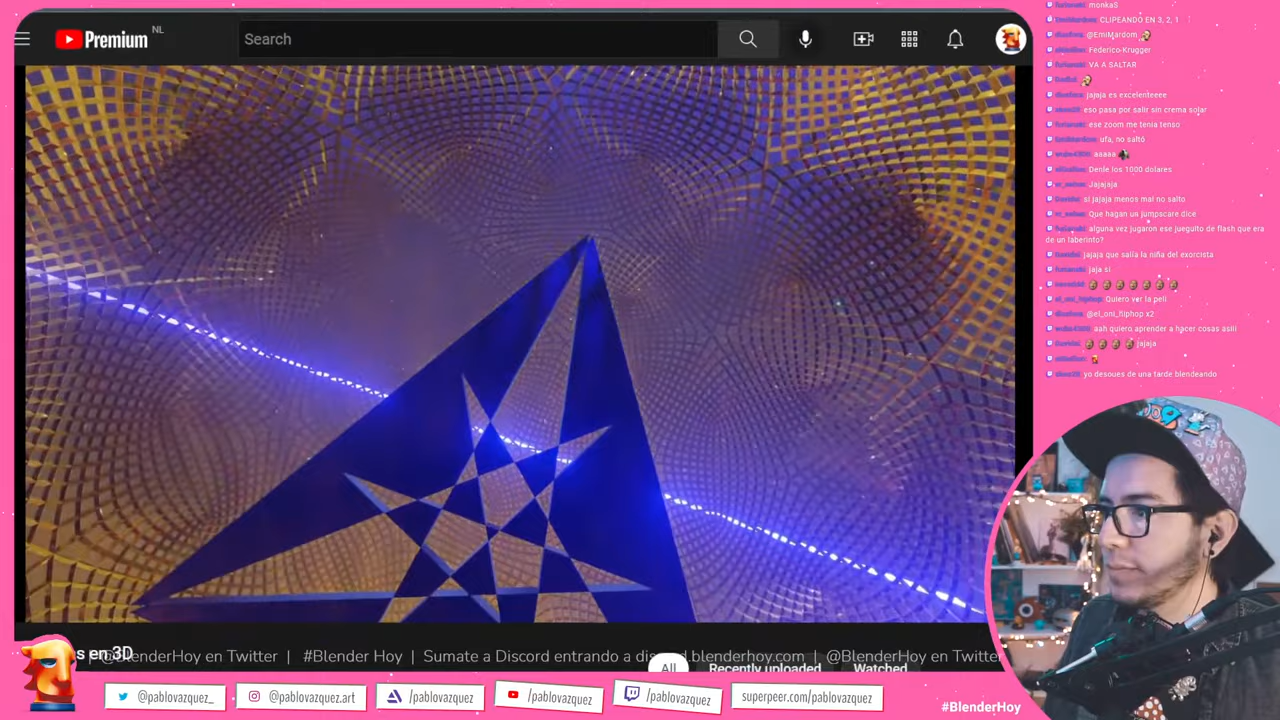 Premium NL
Search
monkaS
CLIPEANDO EN 3, 2, 1
@EmiMardom
Federico-Krugger
VA A SALTAR
jajaja es excelenteeee
eso pasa por salir sin crema solar
ese zoom me tenia tenso
ufa, no saltó
aaaaa
Denle los 1000 dolares
Jajajaja
si jajaja menos mal no salto
Que hagan un jumpscare dice
alguna vez jugaron ese jueguito de flash que era
de un laberinto?
jajaja que salía la niña del exorcista
jaja si
el_oni_hiphop: Quiero ver la peli
@el_oni_hiphop x2
aah quiero aprender a hacer cosas asiii
jajaja
yo desoues de una tarde blendeando
s en 3D
@BlenderHoy en Twitter | #Blender Hoy | Sumate a Discord entrando a discord.blenderhoy.com | @BlenderHoy en Twitter
All Recently uploaded Watched
@pablovazquez_ @pablovazquez.art /pablovazquez /pablovazquez /pablovazquez superpeer.com/pablovazquez
#BlenderHoy